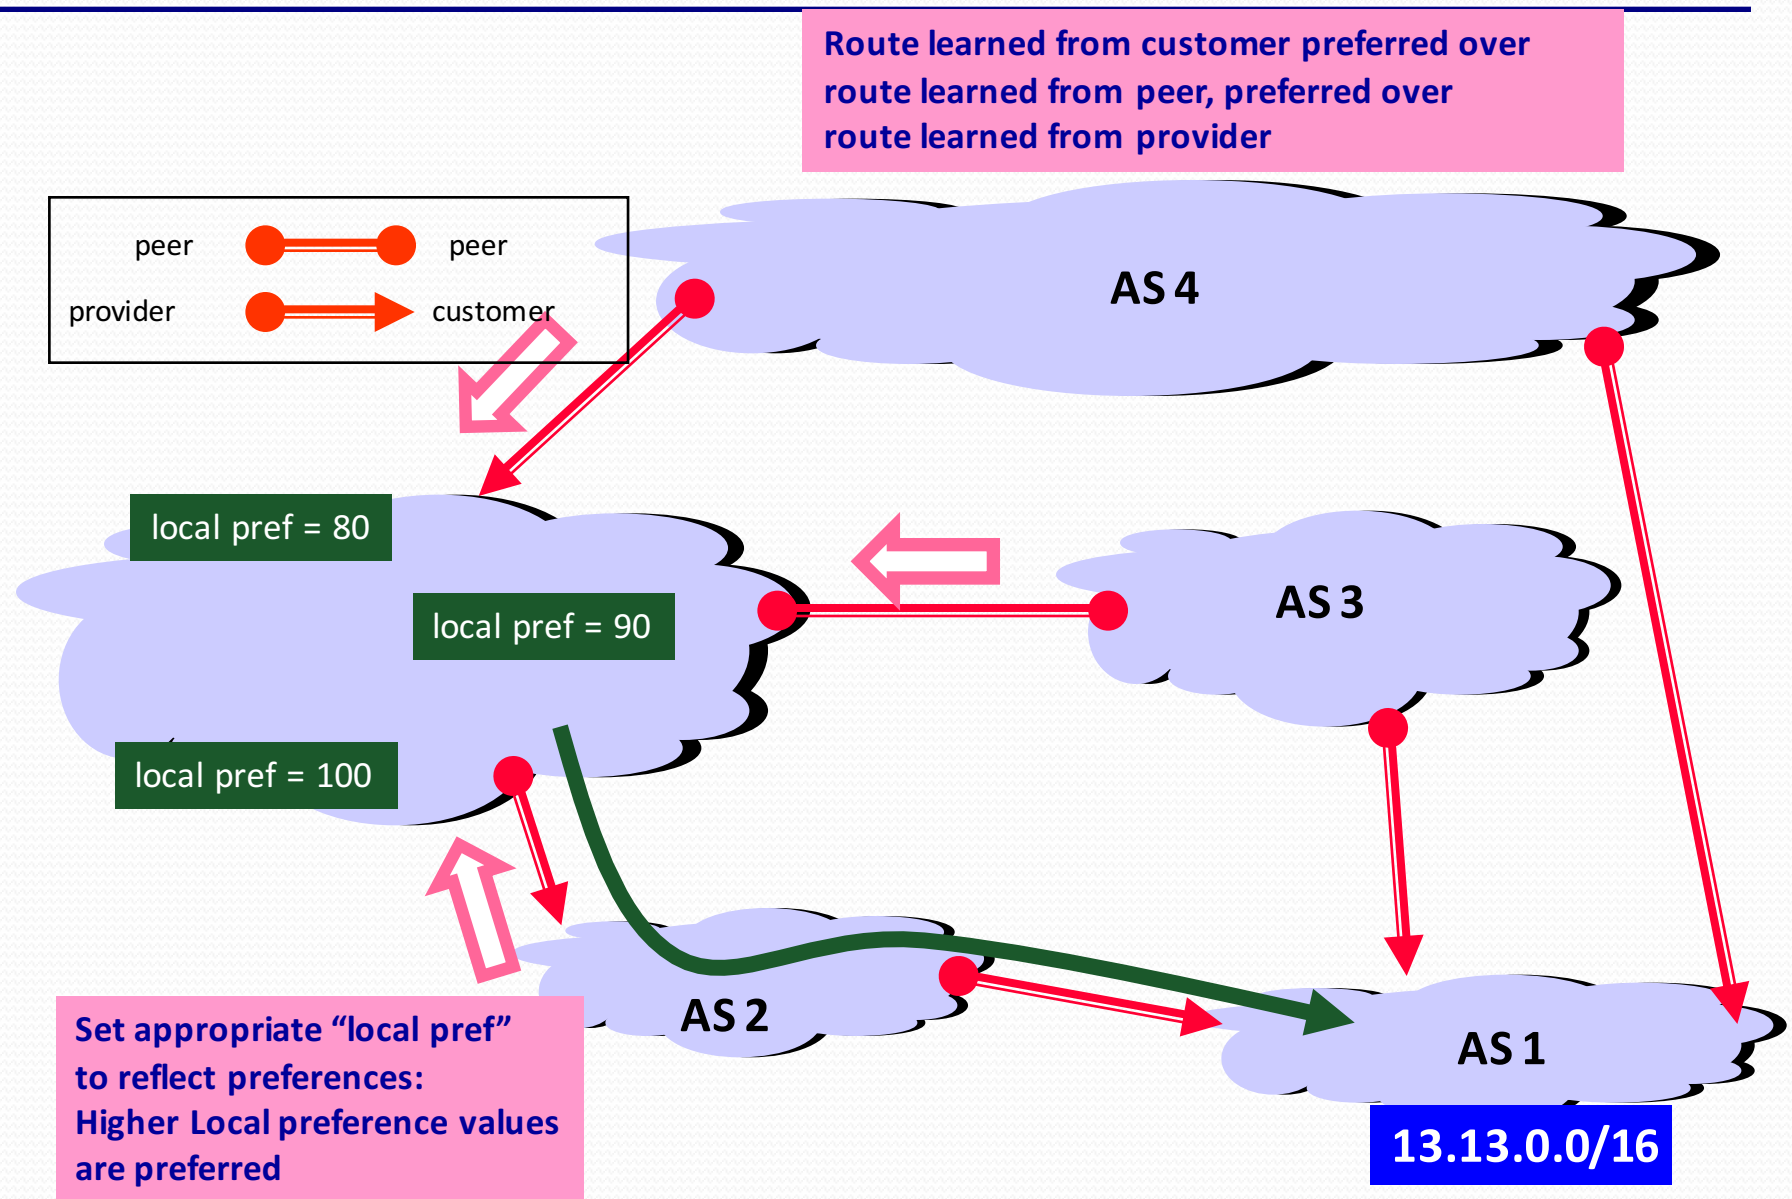 Route learned from customer preferred over
route learned from peer, preferred over
route learned from provider
peer peer
provider customer
AS 4
local pref = 80
local pref = 90
AS 3
local pref = 100
AS 2
AS 1
Set appropriate “local pref”
to reflect preferences:
Higher Local preference values
are preferred
13.13.0.0/16